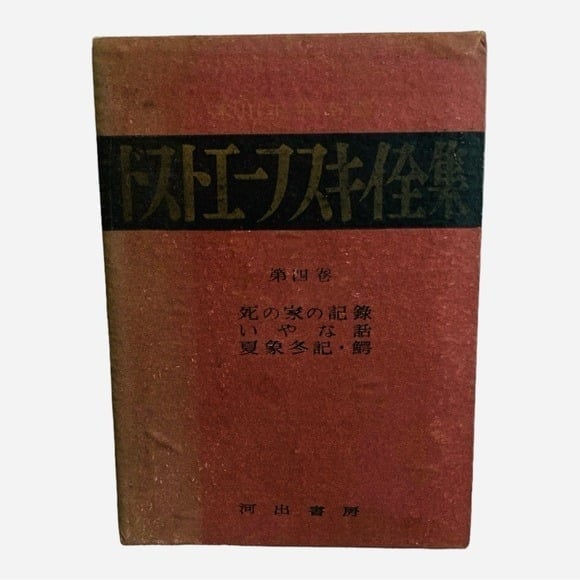 ドストエーフスキイ全集
第四巻
死の家の記錄
いやな話
夏象冬記・鰐
河出書房